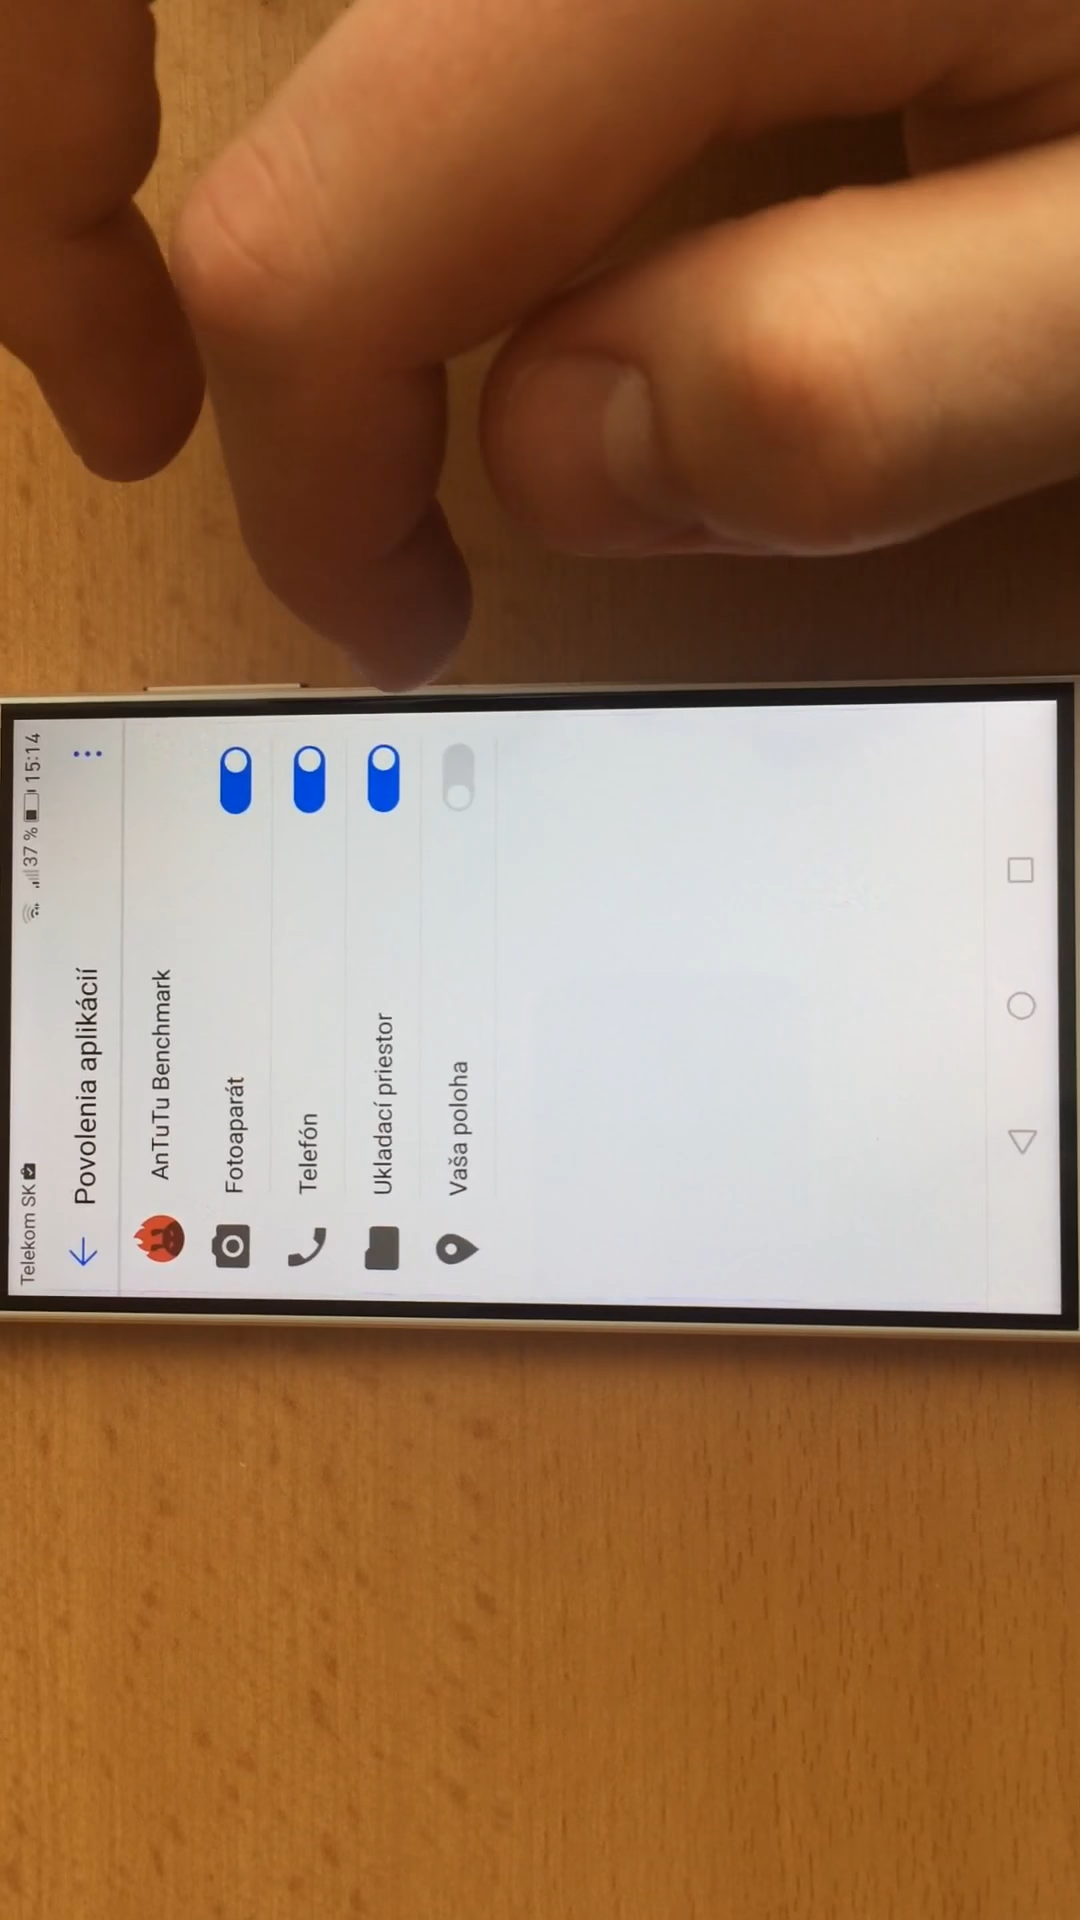 Telekom SK 37 % 15:14
Povolenia aplikácií
AnTuTu Benchmark
Fotoaparát
Telefón
Ukladací priestor
Vaša poloha